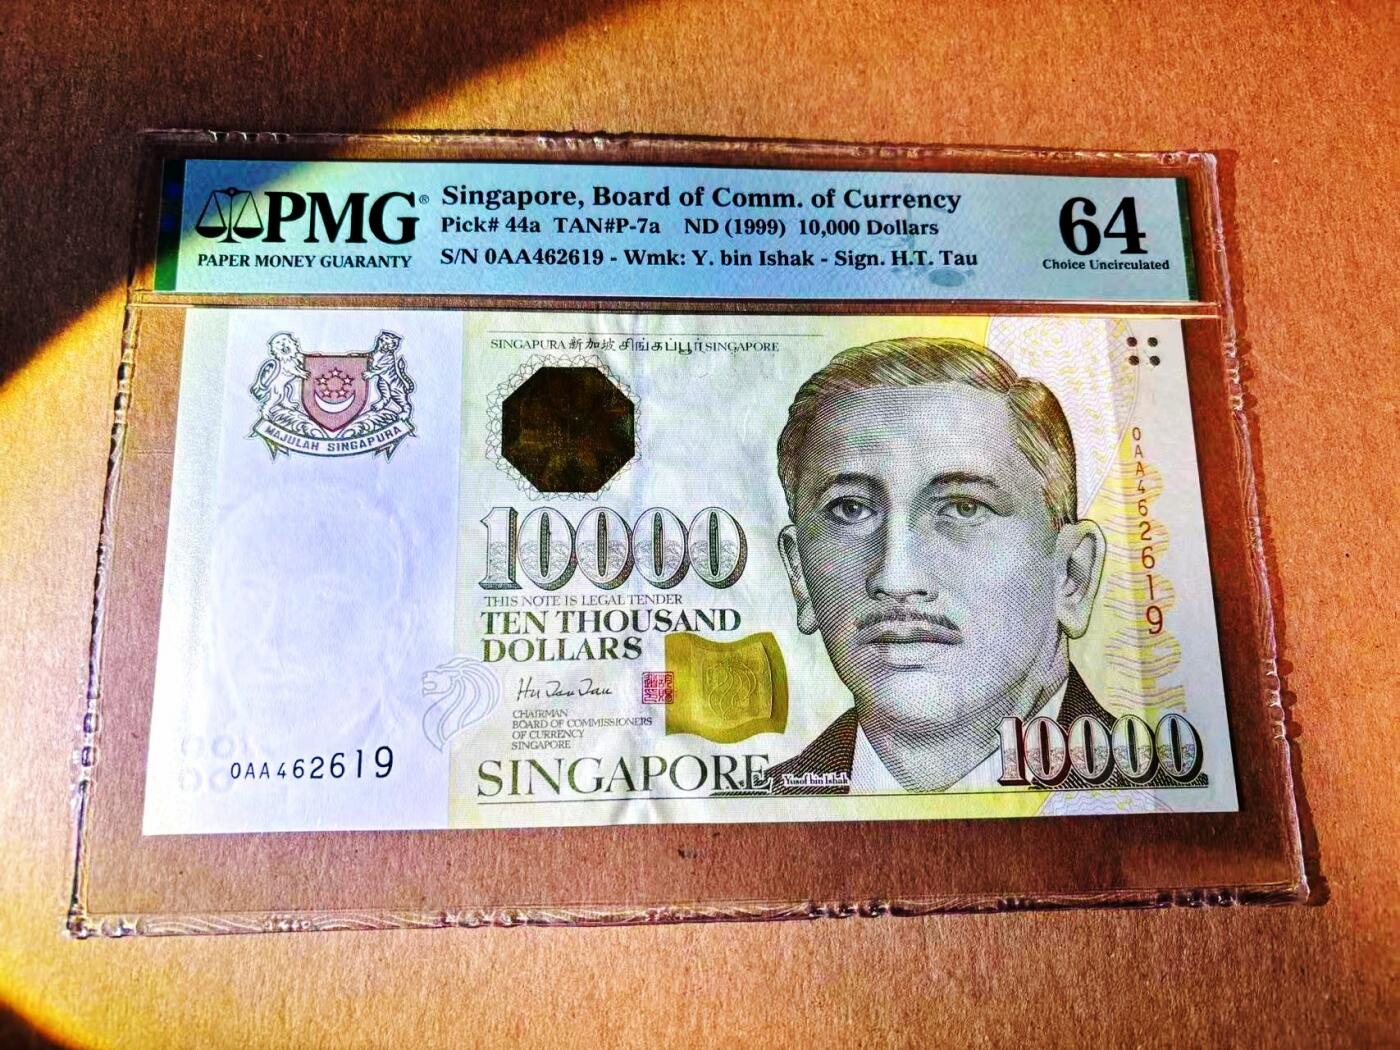 PMG®
PAPER MONEY GUARANTY
Singapore, Board of Comm. of Currency
Pick# 44a TAN#P-7a ND (1999) 10,000 Dollars
S/N 0AA462619 - Wmk: Y. bin Ishak - Sign. H.T. Tau
64
Choice Uncirculated
SINGAPURA 新加坡 சிங்கப்பூர் SINGAPORE
MAJULAH SINGAPURA
10000
THIS NOTE IS LEGAL TENDER
TEN THOUSAND
DOLLARS
CHAIRMAN
BOARD OF COMMISSIONERS
OF CURRENCY
SINGAPORE
SINGAPORE
Yusof bin Ishak
0AA462619
0AA462619
10000